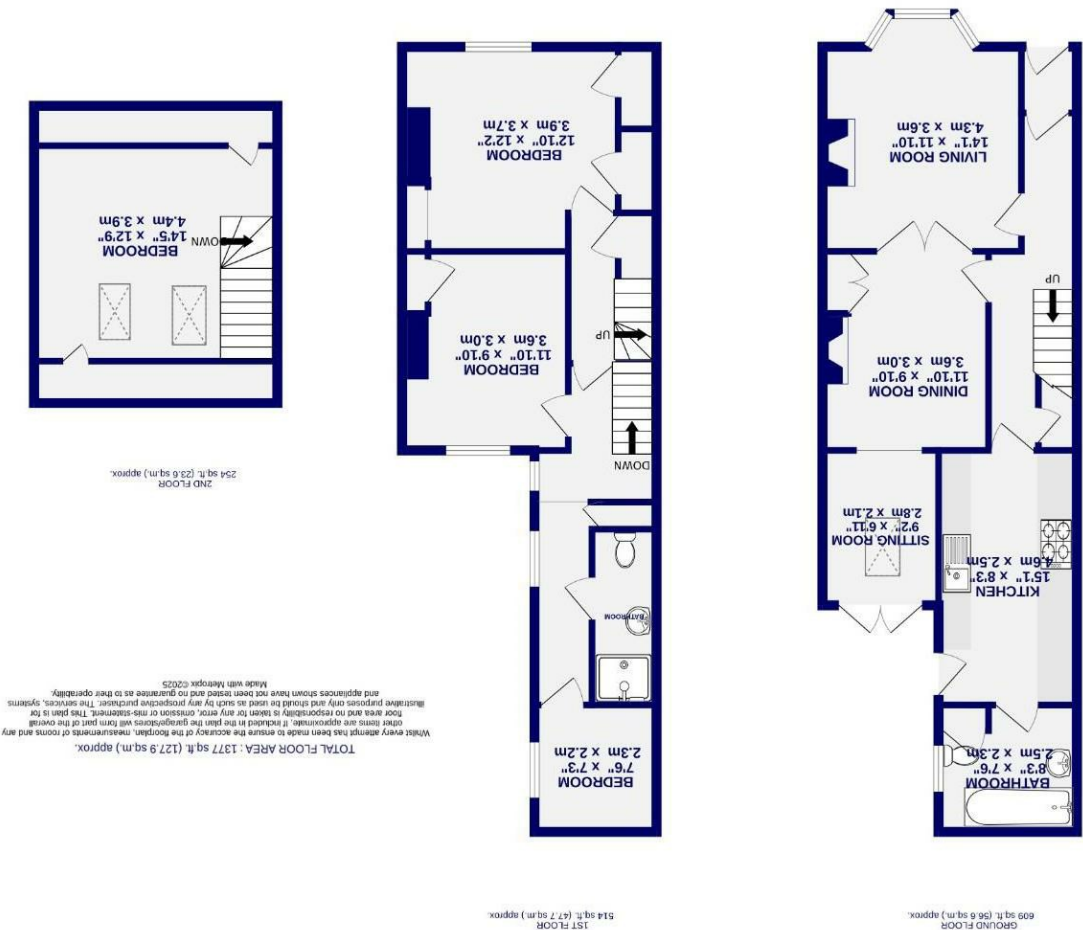 GROUND FLOOR
609 sq.ft. (56.6 sq.m.) approx.
BATHROOM
8'3" x 7'6"
2.5m x 2.3m
KITCHEN
15'1" x 8'3"
4.6m x 2.5m
SITTING ROOM
9'2" x 6'11"
2.8m x 2.1m
DINING ROOM
11'10" x 9'10"
3.6m x 3.0m
UP
LIVING ROOM
14'1" x 11'10"
4.3m x 3.6m
1ST FLOOR
514 sq.ft. (47.7 sq.m.) approx.
BEDROOM
7'6" x 7'3"
2.3m x 2.2m
BATHROOM
DOWN
BEDROOM
11'10" x 9'10"
3.6m x 3.0m
UP
BEDROOM
12'10" x 12'2"
3.9m x 3.7m
2ND FLOOR
254 sq.ft. (23.6 sq.m.) approx.
BEDROOM
14'5" x 12'9"
4.4m x 3.9m
DOWN
TOTAL FLOOR AREA : 1377 sq.ft. (127.9 sq.m.) approx.
Whilst every attempt has been made to ensure the accuracy of the floorplan, measurements of rooms and any
other items are approximate, if included in the plan the garage/stores will form part of the overall
floor area and no responsibility is taken for any error, omission or mis-statement. This plan is for
illustrative purposes only and should be used as such by any prospective purchaser. The services, systems
and appliances shown have not been tested and no guarantee as to their operability.
Made with Metropix ©2025